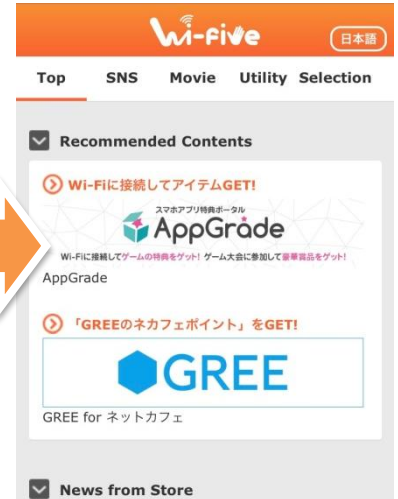 Wi-Five
日本語
Top SNS Movie Utility Selection
Recommended Contents
Wi-Fiに接続してアイテムGET!
スマホアプリ特典ポータル
AppGrade
Wi-Fiに接続してゲームの特典をゲット! ゲーム大会に参加して豪華賞品をゲット!
AppGrade
「GREEのネカフェポイント」をGET!
GREE
GREE for ネットカフェ
News from Store